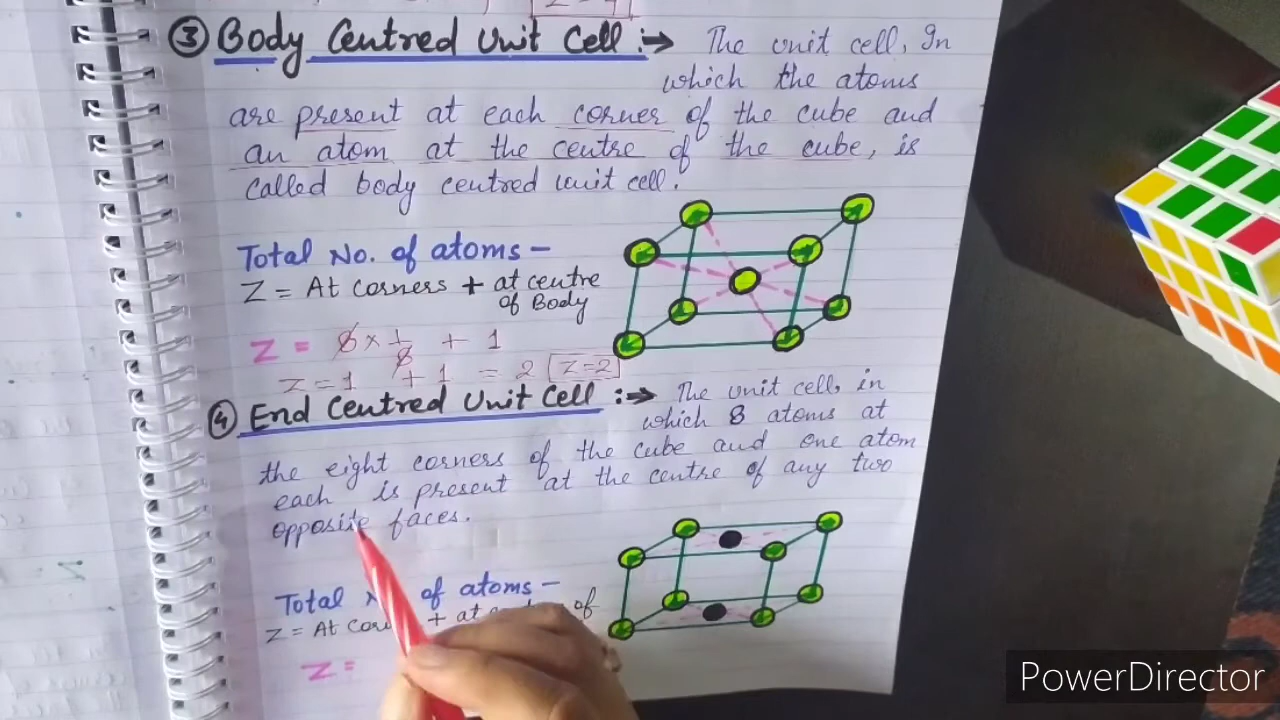 ③ Body Centred Unit Cell :→ The unit cell, In
which the atoms
are present at each corner of the cube and
an atom at the centre of the cube, is
called body centred unit cell.
Total No. of atoms -
Z = At corners + at centre
of Body
Z = 8 × 1/8 + 1
Z = 1 + 1 = 2 Z=2
④ End Centred Unit Cell :→ The unit cell, in
which 8 atoms at
the eight corners of the cube and one atom
each is present at the centre of any two
opposite faces.
Total of atoms -
Z = At + at of
Z =
PowerDirector